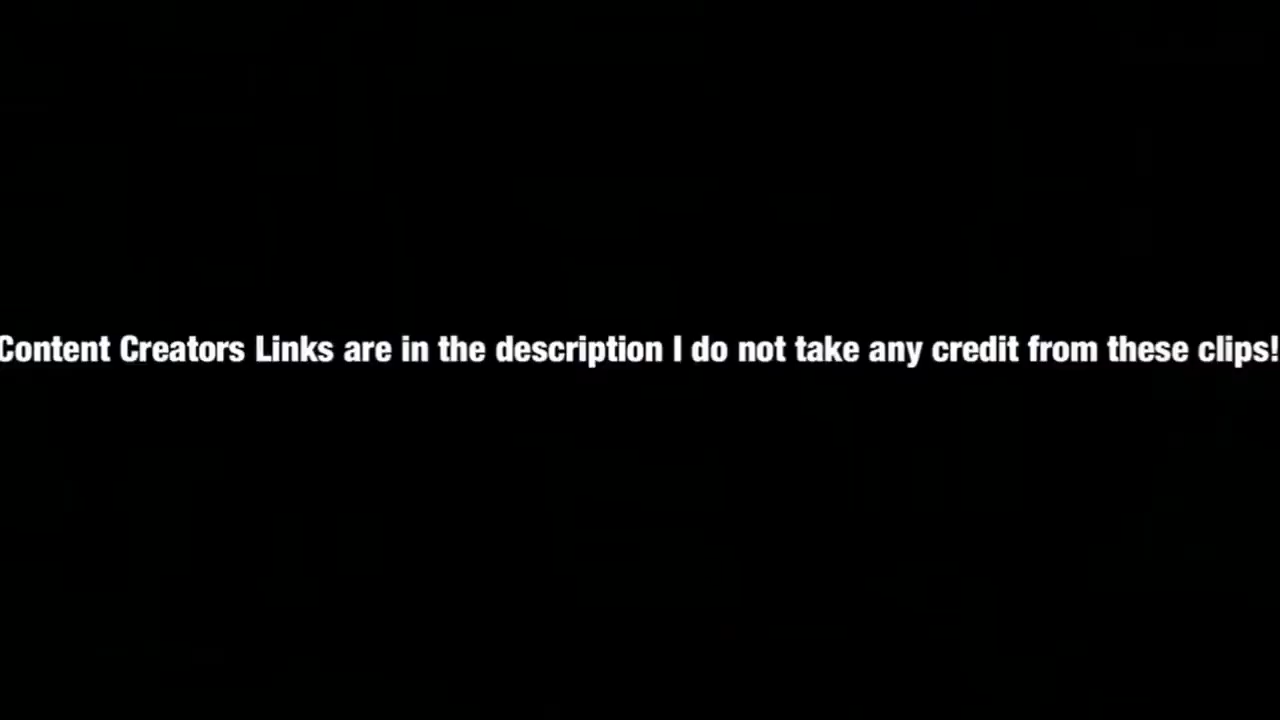 Content Creators Links are in the description I do not take any credit from these clips!